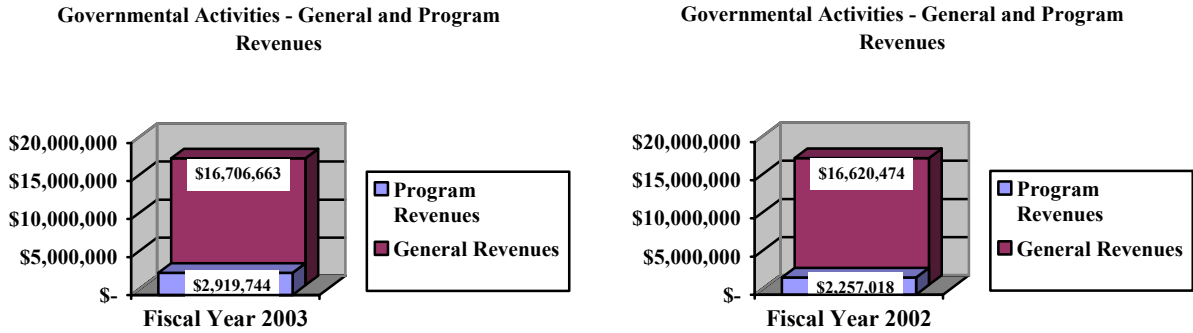 Governmental Activities - General and Program
Revenues
$20,000,000
$15,000,000
$10,000,000
$5,000,000
$-
$16,706,663
$2,919,744
Fiscal Year 2003
Program
Revenues
General Revenues
Governmental Activities - General and Program
Revenues
$20,000,000
$15,000,000
$10,000,000
$5,000,000
$-
$16,620,474
$2,257,018
Fiscal Year 2002
Program
Revenues
General Revenues